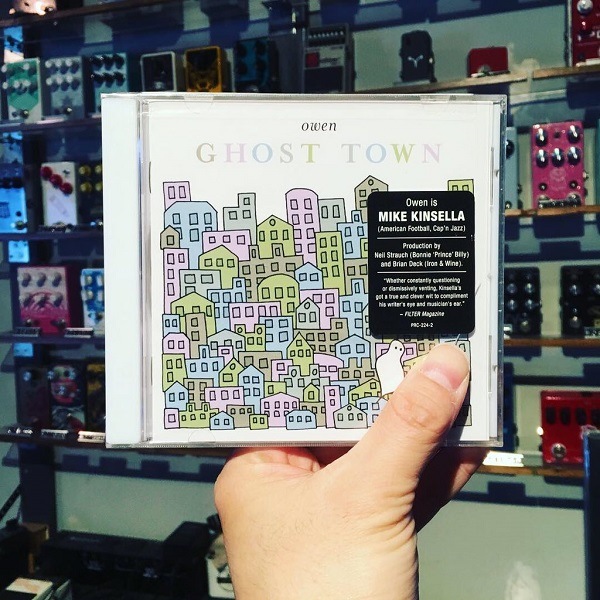 owen
GHOST TOWN
Owen is
MIKE KINSELLA
(American Football, Cap'n Jazz)
Production by
Neil Strauch (Bonnie 'Prince' Billy)
and Brian Deck (Iron & Wine).
"Whether constantly questioning
or dismissively venting, Kinsella's
got a true and clever wit to compliment
his writer's eye and musician's ear."
– FILTER Magazine
PRC-224-2